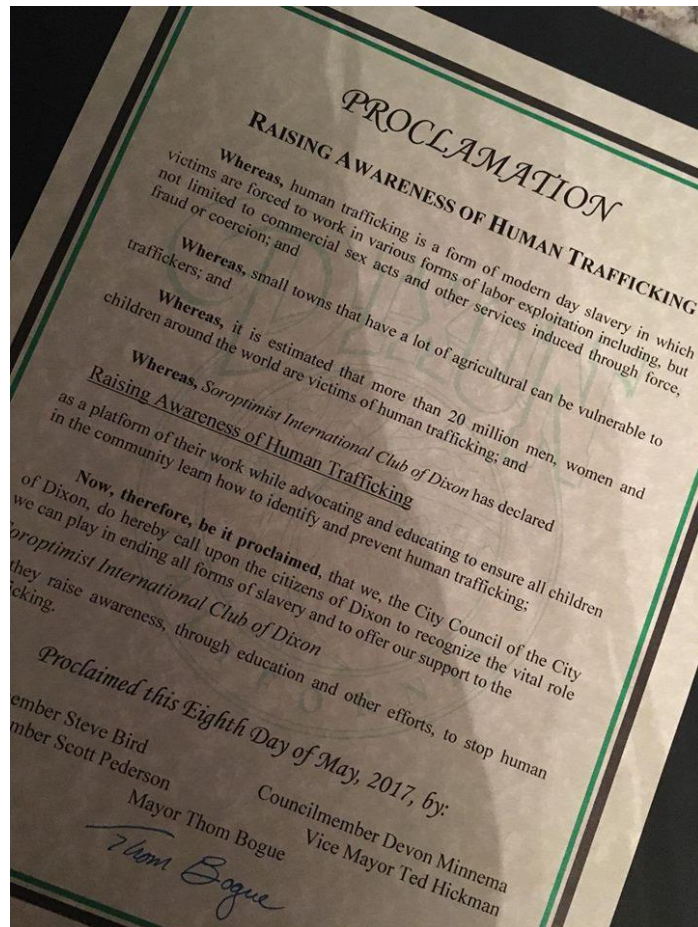 PROCLAMATION
RAISING AWARENESS OF HUMAN TRAFFICKING
Whereas, human trafficking is a form of modern day slavery in which
victims are forced to work in various forms of labor exploitation including, but
not limited to commercial sex acts and other services induced through force,
fraud or coercion; and
Whereas, small towns that have a lot of agricultural can be vulnerable to
traffickers; and
Whereas, it is estimated that more than 20 million men, women and
children around the world are victims of human trafficking; and
Whereas, Soroptimist International Club of Dixon has declared
Raising Awareness of Human Trafficking
as a platform of their work while advocating and educating to ensure all children
in the community learn how to identify and prevent human trafficking;
Now, therefore, be it proclaimed, that we, the City Council of the City
of Dixon, do hereby call upon the citizens of Dixon to recognize the vital role
we can play in ending all forms of slavery and to offer our support to the
Soroptimist International Club of Dixon
they raise awareness, through education and other efforts, to stop human
icking.
Proclaimed this Eighth Day of May, 2017, by:
ember Steve Bird
Councilmember Devon Minnema
mber Scott Pederson
Vice Mayor Ted Hickman
Mayor Thom Bogue
Thom Bogue
DIXON